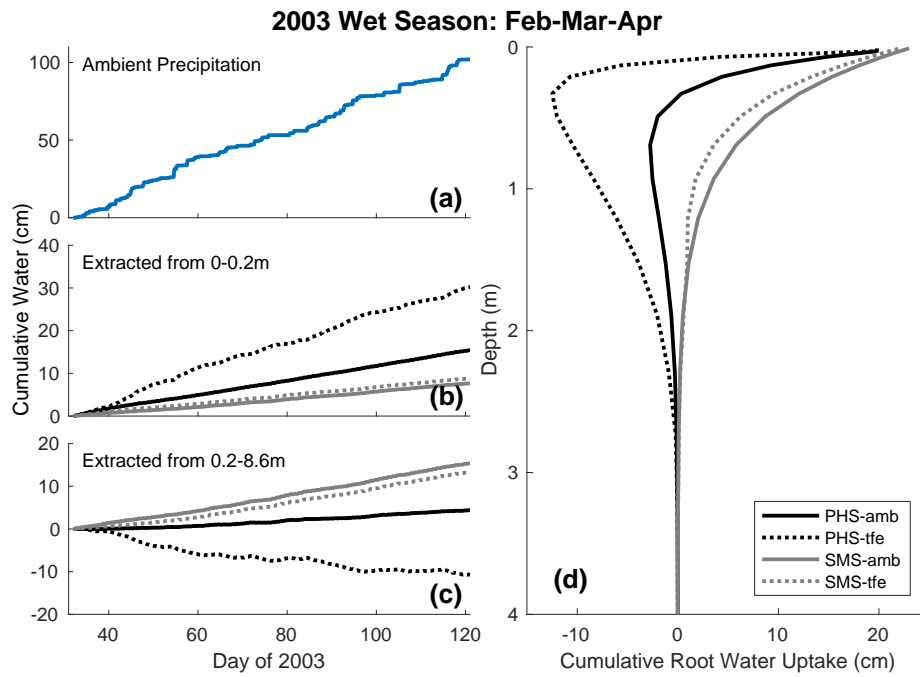 2003 Wet Season: Feb-Mar-Apr
Ambient Precipitation
100
50
0
(a)
Extracted from 0-0.2m
40
30
20
10
0
(b)
Cumulative Water (cm)
Extracted from 0.2-8.6m
20
10
0
-10
-20
(c)
40 60 80 100 120
Day of 2003
0
1
2
3
4
Depth (m)
PHS-amb
PHS-tfe
SMS-amb
SMS-tfe
(d)
-10 0 10 20
Cumulative Root Water Uptake (cm)